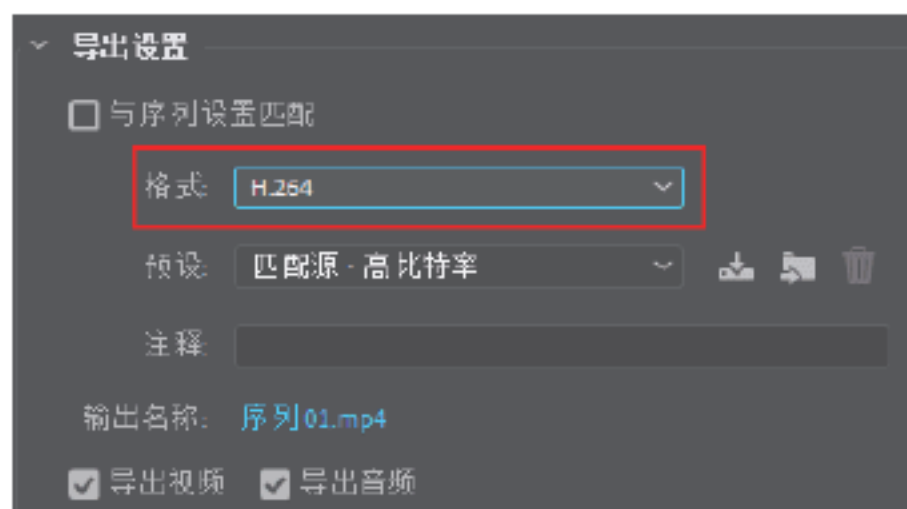 导出设置
与序列设置匹配
格式: H.264
预设: 匹配源 - 高比特率
注释:
输出名称: 序列01.mp4
导出视频 导出音频